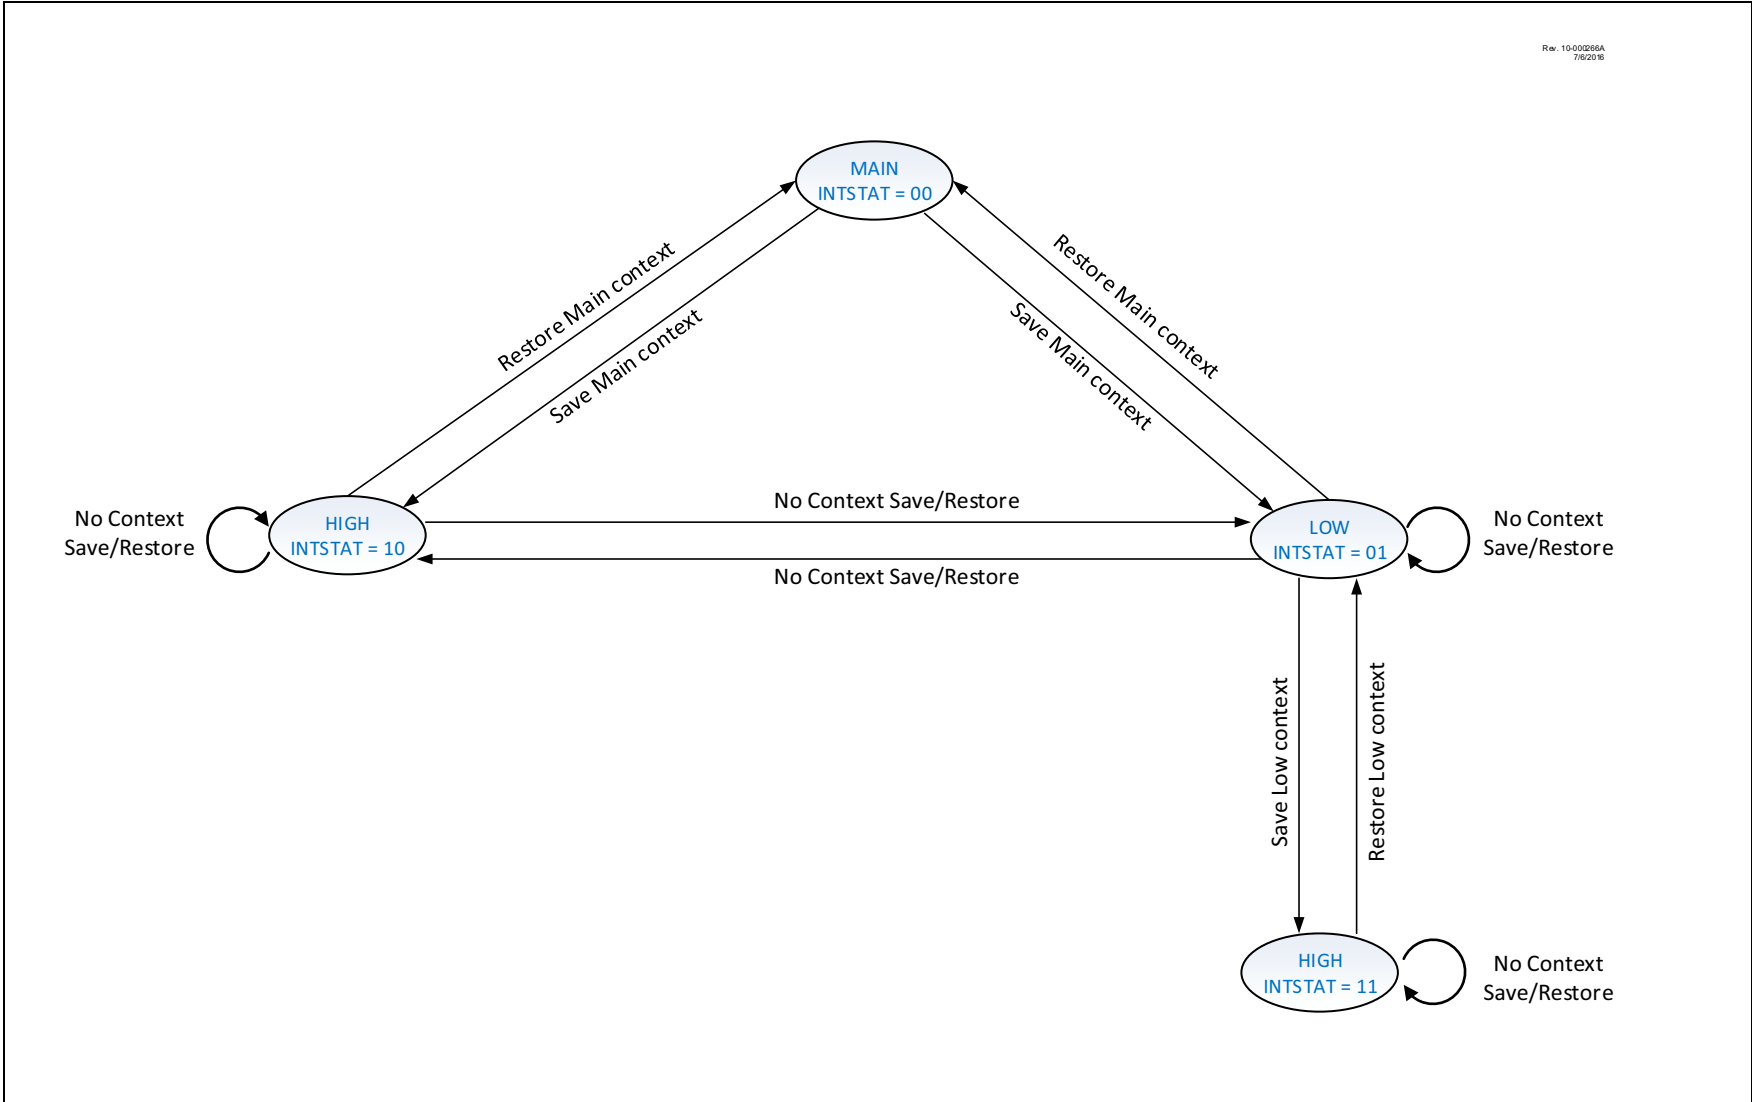 Rev. 10-000266A
7/6/2016
MAIN
INTSTAT = 00
Restore Main context
Save Main context
Save Main context
Restore Main context
No Context
Save/Restore
HIGH
INTSTAT = 10
No Context Save/Restore
No Context Save/Restore
LOW
INTSTAT = 01
No Context
Save/Restore
Save Low context
Restore Low context
HIGH
INTSTAT = 11
No Context
Save/Restore